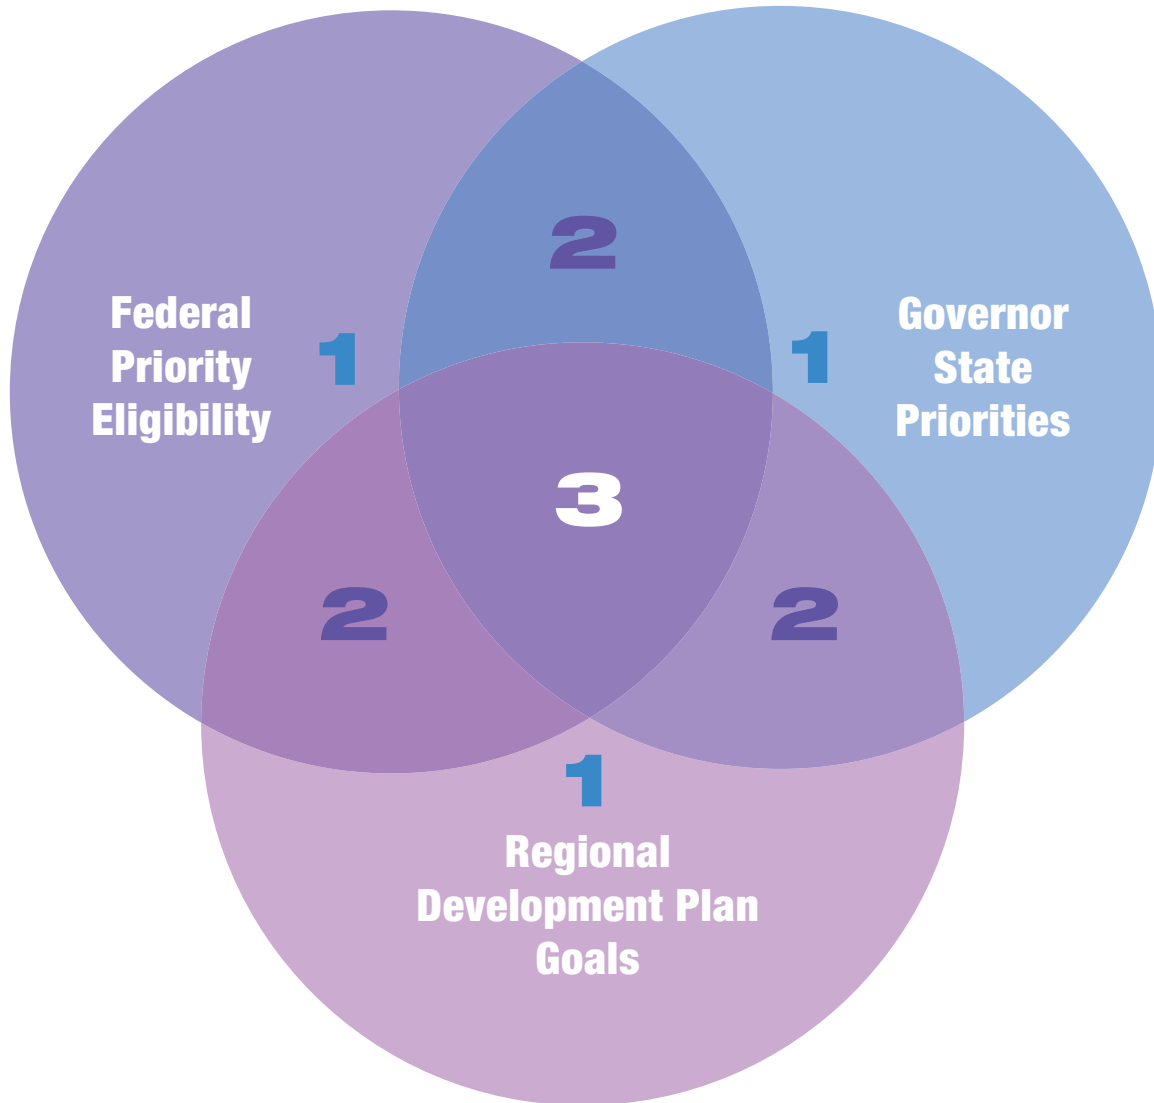 2
Federal
Priority
Eligibility
1
1
Governor
State
Priorities
3
2
2
1
Regional
Development Plan
Goals